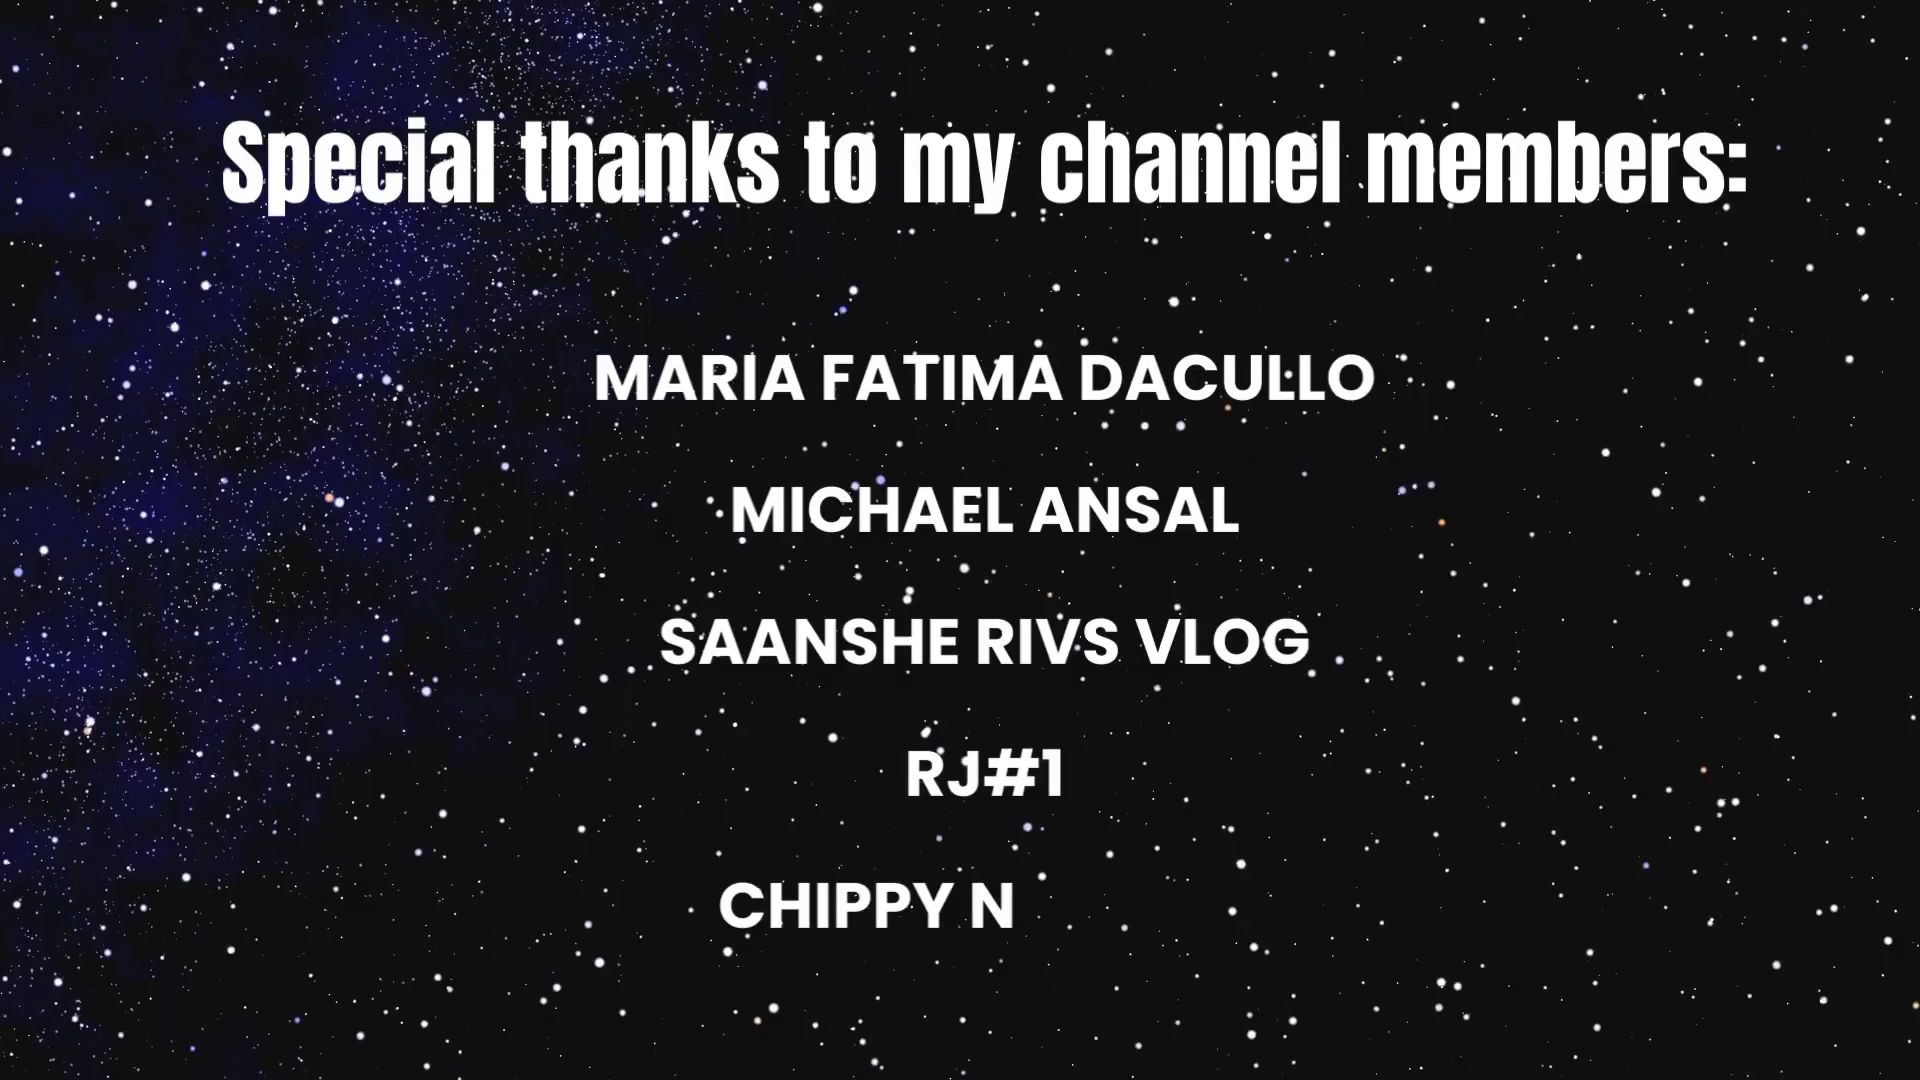 Special thanks to my channel members:
MARIA FATIMA DACULLO
MICHAEL ANSAL
SAANSHE RIVS VLOG
RJ#1
CHIPPY N